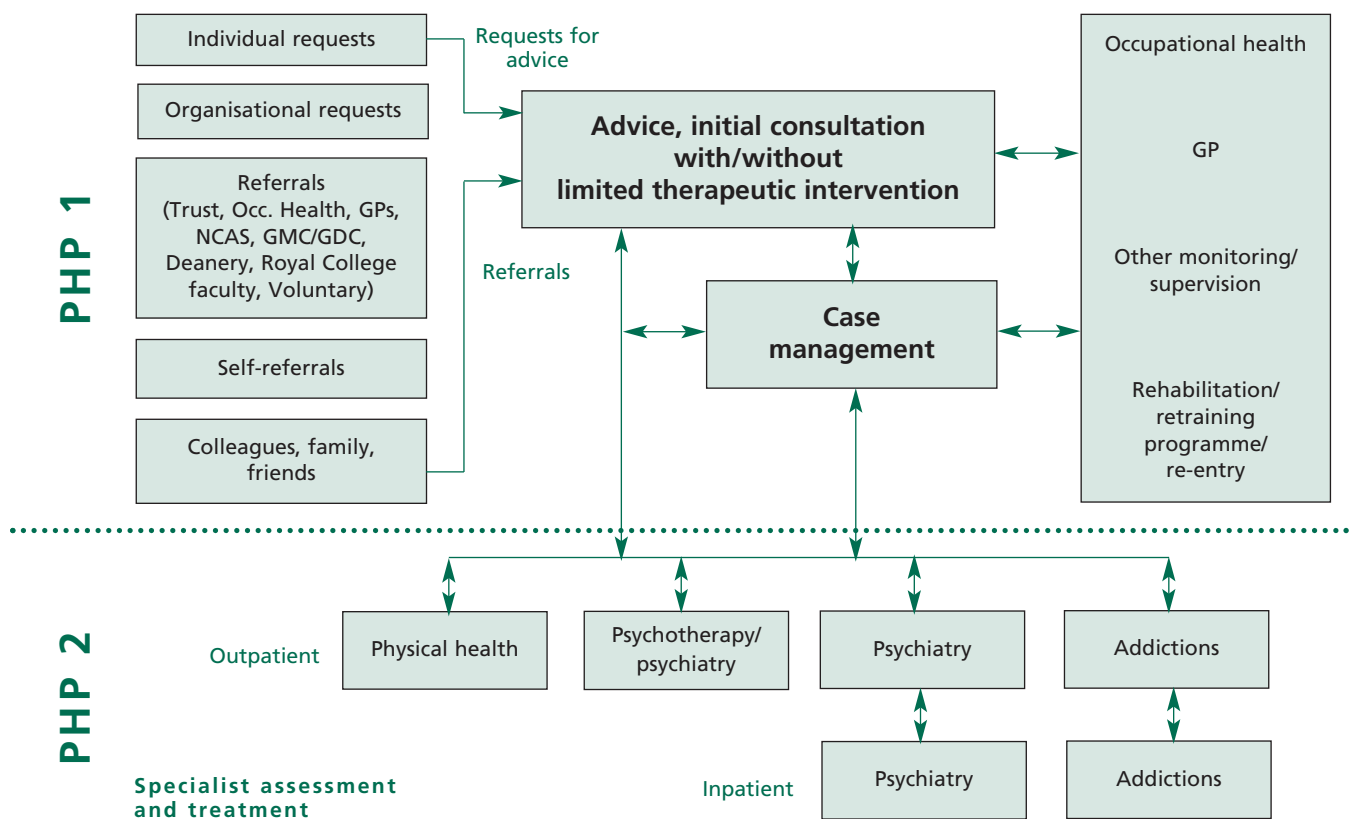 PHP 1
Individual requests
Organisational requests
Referrals
(Trust, Occ. Health, GPs,
NCAS, GMC/GDC,
Deanery, Royal College
faculty, Voluntary)
Self-referrals
Colleagues, family,
friends
Requests for
advice
Referrals
Advice, initial consultation
with/without
limited therapeutic intervention
Case
management
Occupational health
GP
Other monitoring/
supervision
Rehabilitation/
retraining
programme/
re-entry
PHP 2
Outpatient
Physical health
Psychotherapy/
psychiatry
Psychiatry
Addictions
Specialist assessment
and treatment
Inpatient
Psychiatry
Addictions